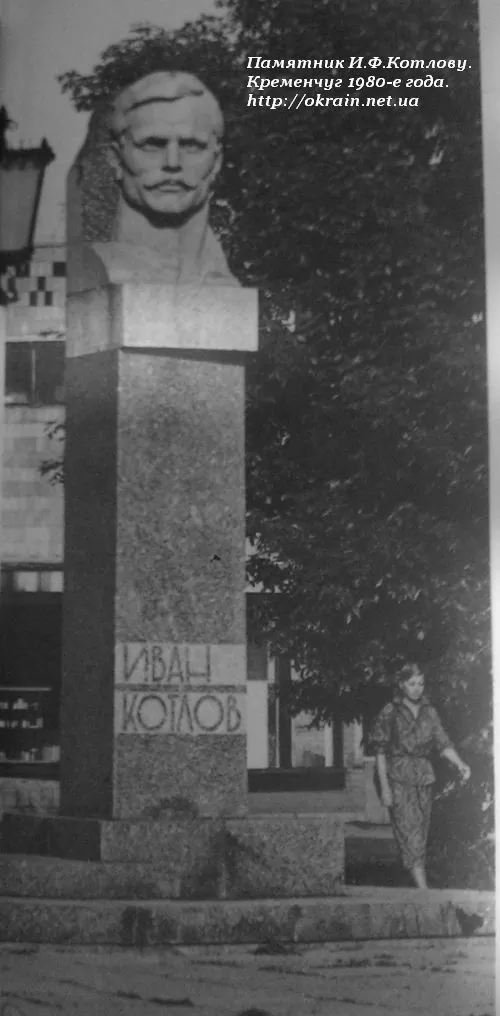 Памятник И.Ф.Котлову.
Кременчуг 1980-е года.
http://okrain.net.ua
ИВАН
КОТЛОВ